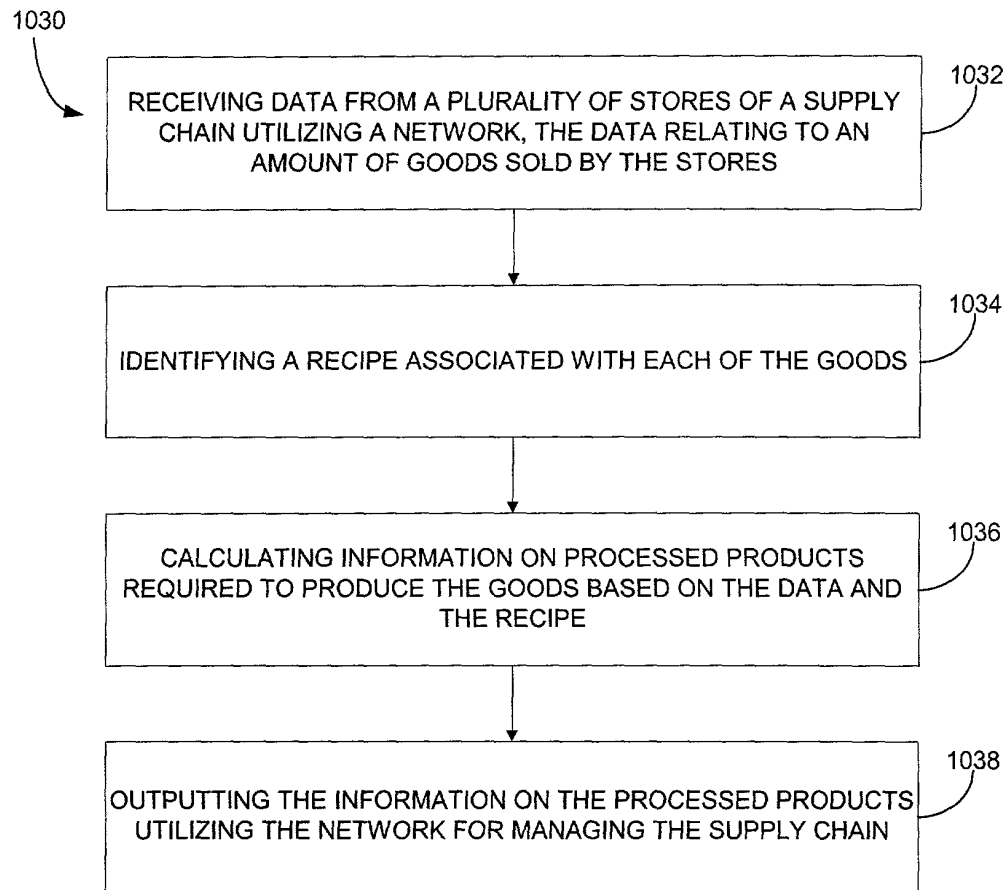 1030
1032
RECEIVING DATA FROM A PLURALITY OF STORES OF A SUPPLY
CHAIN UTILIZING A NETWORK, THE DATA RELATING TO AN
AMOUNT OF GOODS SOLD BY THE STORES
1034
IDENTIFYING A RECIPE ASSOCIATED WITH EACH OF THE GOODS
1036
CALCULATING INFORMATION ON PROCESSED PRODUCTS
REQUIRED TO PRODUCE THE GOODS BASED ON THE DATA AND
THE RECIPE
1038
OUTPUTTING THE INFORMATION ON THE PROCESSED PRODUCTS
UTILIZING THE NETWORK FOR MANAGING THE SUPPLY CHAIN